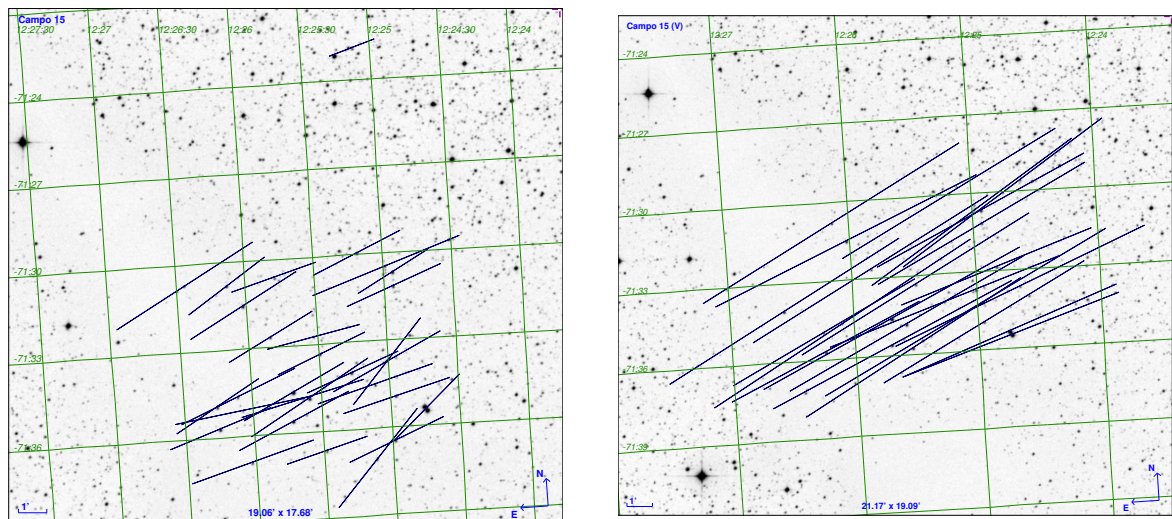 Campo 15
12:27:30 12:27 12:26:30 12:26 12:25:30 12:25 12:24:30 12:24
-71:24
-71:27
-71:30
-71:33
-71:36
1'
19.06' x 17.68'
N
E
Campo 15 (V)
12:27 12:26 12:25 12:24
-71:24
-71:27
-71:30
-71:33
-71:36
-71:39
1'
21.17' x 19.09'
N
E